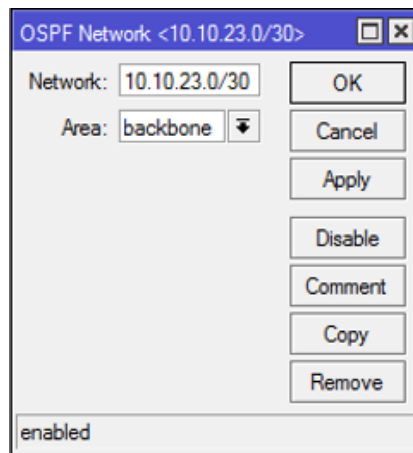 OSPF Network <10.10.23.0/30>
Network: 10.10.23.0/30
Area: backbone
OK
Cancel
Apply
Disable
Comment
Copy
Remove
enabled